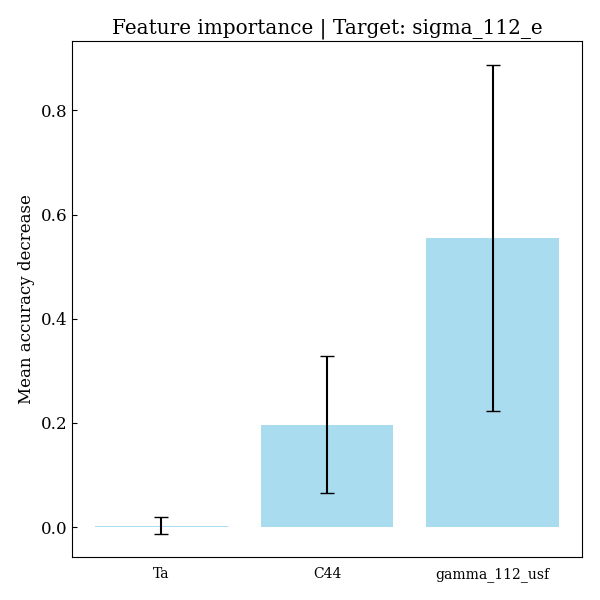 Feature importance | Target: sigma_112_e
Mean accuracy decrease
0.8
0.6
0.4
0.2
0.0
Ta
C44
gamma_112_usf